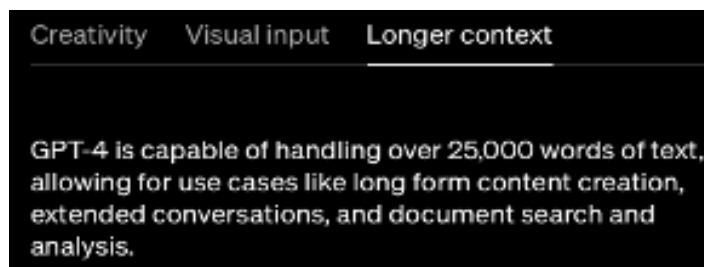 Creativity Visual input Longer context
GPT-4 is capable of handling over 25,000 words of text,
allowing for use cases like long form content creation,
extended conversations, and document search and
analysis.